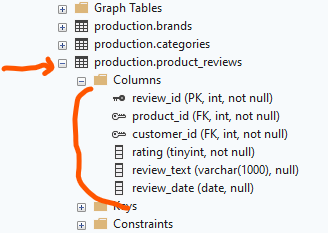 Graph Tables
production.brands
production.categories
production.product_reviews
Columns
review_id (PK, int, not null)
product_id (FK, int, not null)
customer_id (FK, int, not null)
rating (tinyint, not null)
review_text (varchar(1000), null)
review_date (date, null)
Keys
Constraints